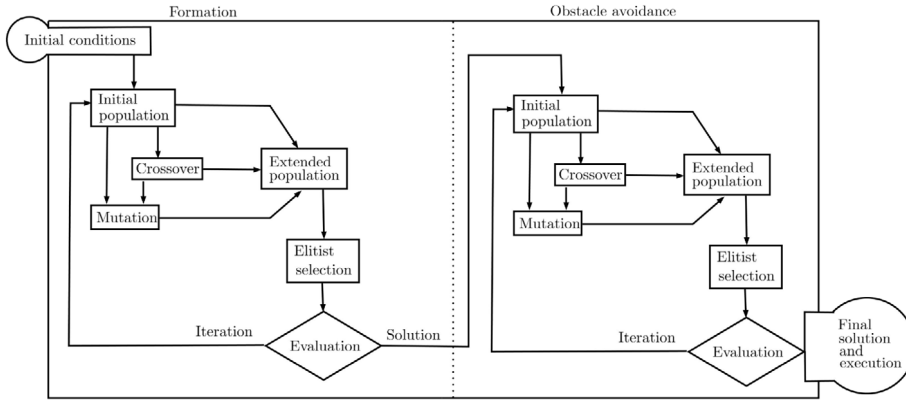 Formation
Obstacle avoidance
Initial conditions
Initial
population
Crossover
Mutation
Extended
population
Elitist
selection
Iteration
Evaluation
Solution
Initial
population
Crossover
Mutation
Extended
population
Elitist
selection
Iteration
Evaluation
Final
solution
and
execution